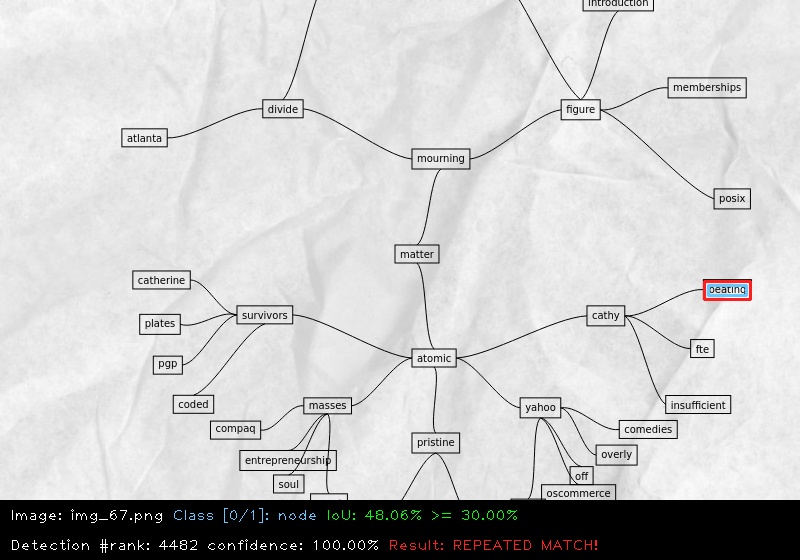 introduction
memberships
divide
figure
atlanta
mourning
posix
matter
catherine
beating
survivors
cathy
plates
fte
atomic
pgp
coded
masses
yahoo
insufficient
compaq
comedies
pristine
overly
entrepreneurship
off
soul
oscommerce
Image: img_67.png Class [0/1]: node IoU: 48.06% >= 30.00%
Detection #rank: 4482 confidence: 100.00% Result: REPEATED MATCH!